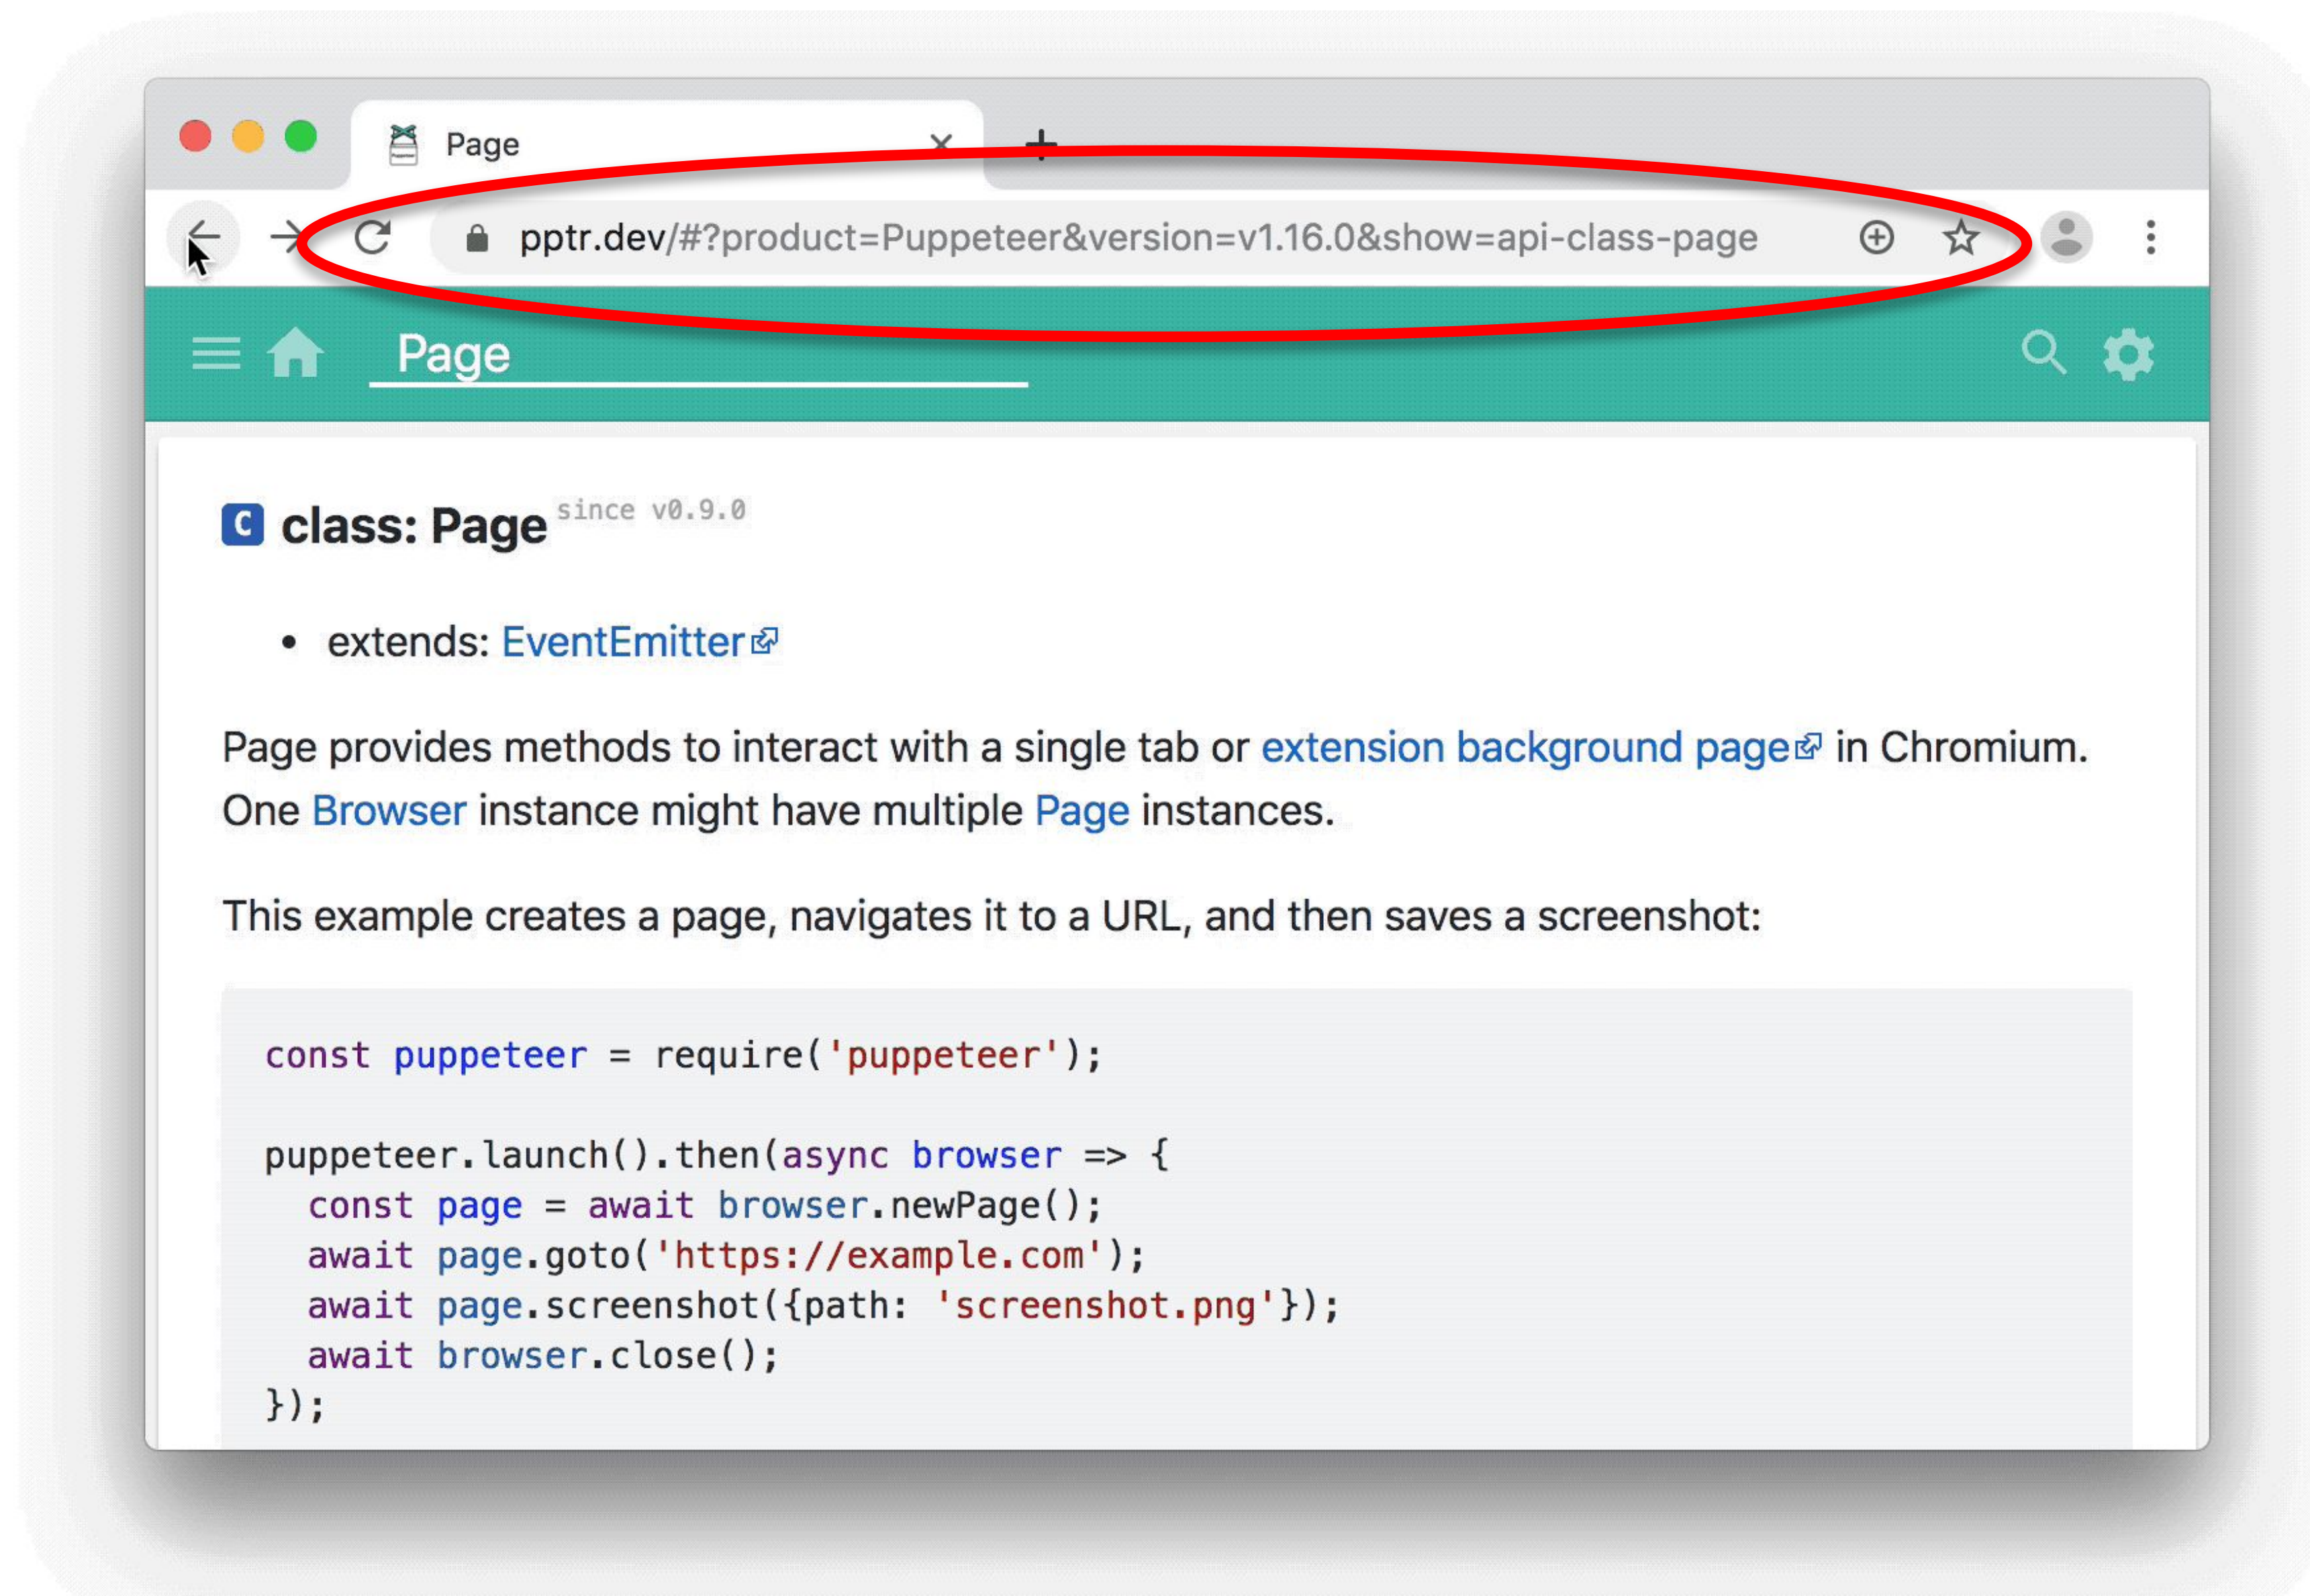 Page
pptr.dev/#?product=Puppeteer&version=v1.16.0&show=api-class-page
Page
C class: Page since v0.9.0
• extends: EventEmitter
Page provides methods to interact with a single tab or extension background page in Chromium.
One Browser instance might have multiple Page instances.
This example creates a page, navigates it to a URL, and then saves a screenshot:
const puppeteer = require('puppeteer');
puppeteer.launch().then(async browser => {
const page = await browser.newPage();
await page.goto('https://example.com');
await page.screenshot({path: 'screenshot.png'});
await browser.close();
});